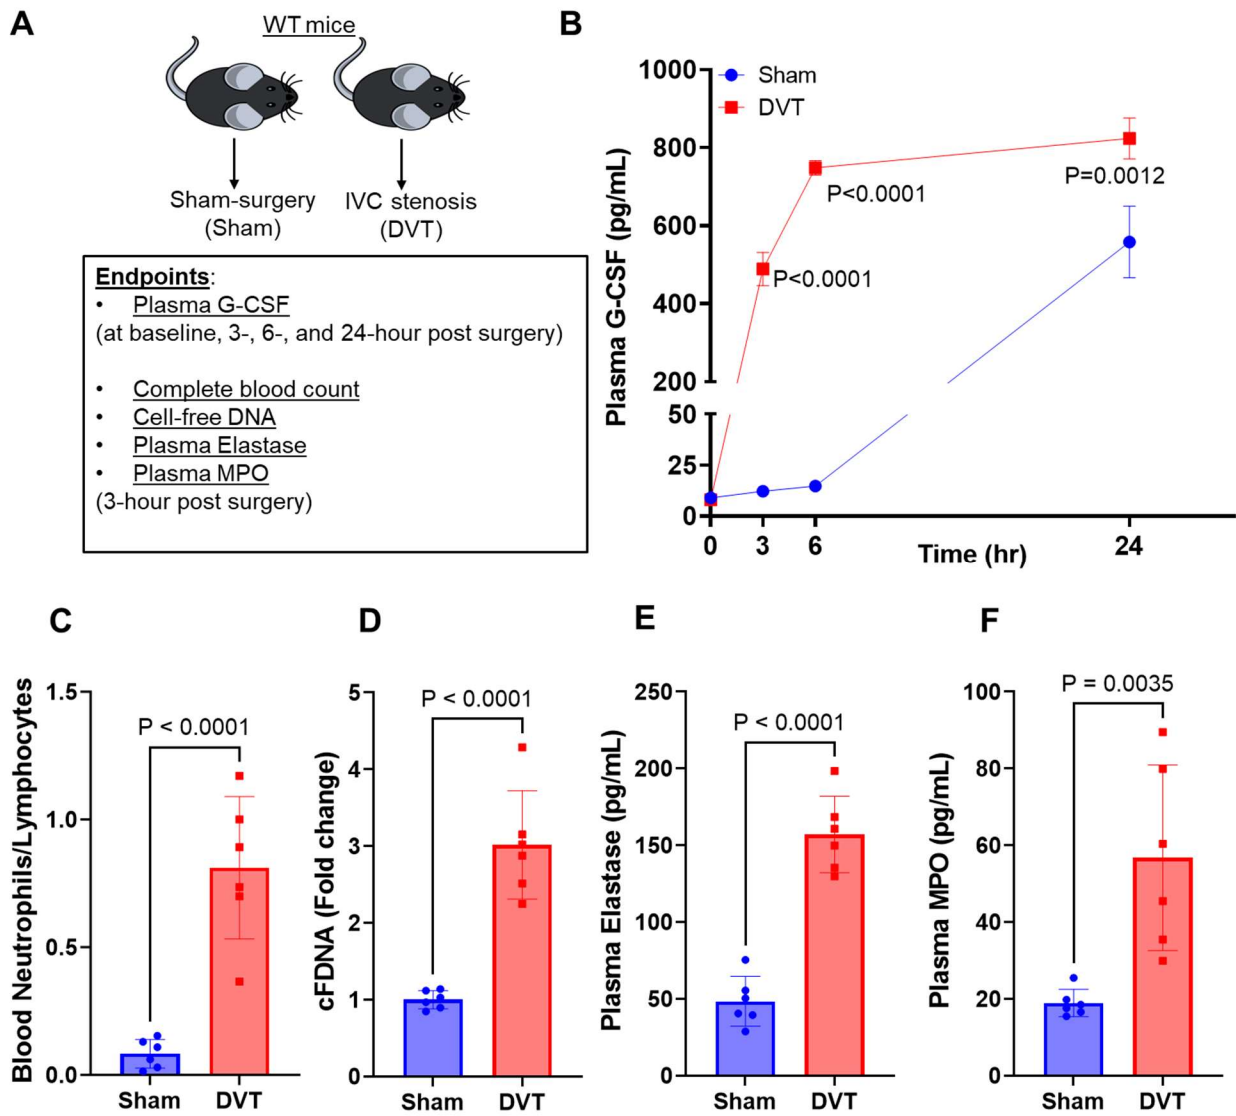 A
WT mice
Sham-surgery
(Sham)
IVC stenosis
(DVT)
Endpoints:
• Plasma G-CSF
(at baseline, 3-, 6-, and 24-hour post surgery)
• Complete blood count
• Cell-free DNA
• Plasma Elastase
• Plasma MPO
(3-hour post surgery)
B
Sham
DVT
Plasma G-CSF (pg/mL)
1000
800
600
400
200
50
25
0
P<0.0001
P<0.0001
P=0.0012
0 3 6 24
Time (hr)
C
Blood Neutrophils/Lymphocytes
1.5
1.0
0.5
0.0
P < 0.0001
Sham DVT
D
cFDNA (Fold change)
5
4
3
2
1
0
P < 0.0001
Sham DVT
E
Plasma Elastase (pg/mL)
250
200
150
100
50
0
P < 0.0001
Sham DVT
F
Plasma MPO (pg/mL)
100
80
60
40
20
0
P = 0.0035
Sham DVT